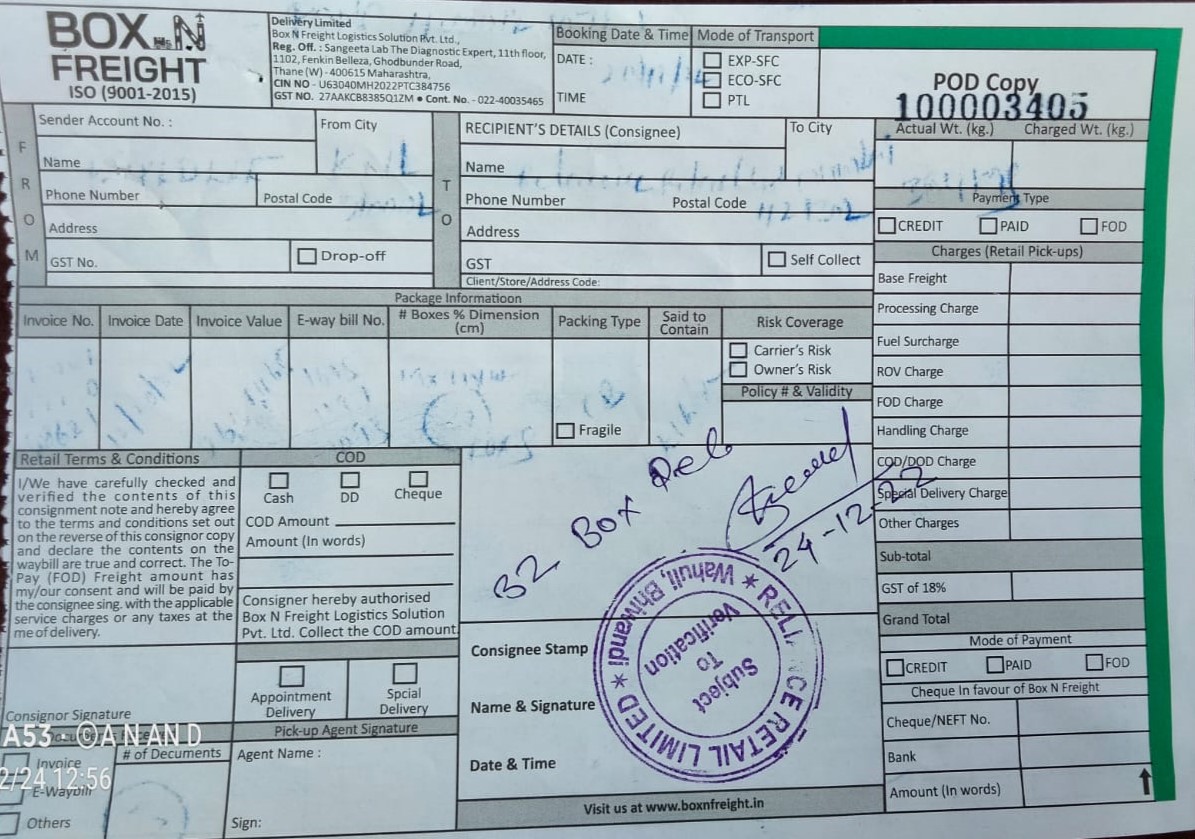 BOX N FREIGHT
ISO (9001-2015)
Delivery Limited
Box N Freight Logistics Solution Pvt. Ltd.,
Reg. Off. : Sangeeta Lab The Diagnostic Expert, 11th floor,
1102, Fenkin Belleza, Ghodbunder Road,
Thane (W) - 400615 Maharashtra,
CIN NO - U63040MH2022PTC384756
GST NO. 27AAKCB8385Q1ZM • Cont. No. - 022-40035465
Booking Date & Time
DATE :
TIME
Mode of Transport
EXP-SFC
ECO-SFC
PTL
POD Copy
100003405
FROM
Sender Account No. :
From City
Name
Phone Number
Postal Code
Address
GST No.
Drop-off
TO
RECIPIENT'S DETAILS (Consignee)
To City
Name
Phone Number
Postal Code
Address
GST
Self Collect
Client/Store/Address Code:
Actual Wt. (kg.)
Charged Wt. (kg.)
Payment Type
CREDIT
PAID
FOD
Charges (Retail Pick-ups)
Base Freight
Processing Charge
Fuel Surcharge
ROV Charge
FOD Charge
Handling Charge
COD/DOD Charge
Special Delivery Charge
Other Charges
Sub-total
GST of 18%
Grand Total
Mode of Payment
CREDIT
PAID
FOD
Cheque In favour of Box N Freight
Cheque/NEFT No.
Bank
Amount (In words)
Package Informatioon
Invoice No.
Invoice Date
Invoice Value
E-way bill No.
# Boxes % Dimension
(cm)
Packing Type
Fragile
Said to
Contain
Risk Coverage
Carrier's Risk
Owner's Risk
Policy # & Validity
Retail Terms & Conditions
I/We have carefully checked and
verified the contents of this
consignment note and hereby agree
to the terms and conditions set out
on the reverse of this consignor copy
and declare the contents on the
waybill are true and correct. The To-
Pay (FOD) Freight amount has
my/our consent and will be paid by
the consignee sing. with the applicable
service charges or any taxes at the
me of delivery.
Consignor Signature
COD
Cash
DD
Cheque
COD Amount
Amount (In words)
Consigner hereby authorised
Box N Freight Logistics Solution
Pvt. Ltd. Collect the COD amount
Appointment
Delivery
Spcial
Delivery
Pick-up Agent Signature
Agent Name :
Sign:
# of Documents
Invoice
E-Waybill
Others
32 Box Del
24-12-22
Consignee Stamp
Name & Signature
Date & Time
RELIANCE RETAIL LIMITED
Wahuli, Bhiwandi
Subject
To
Verification
Visit us at www.boxnfreight.in
A53 - ©ANAND
2/24 12:56